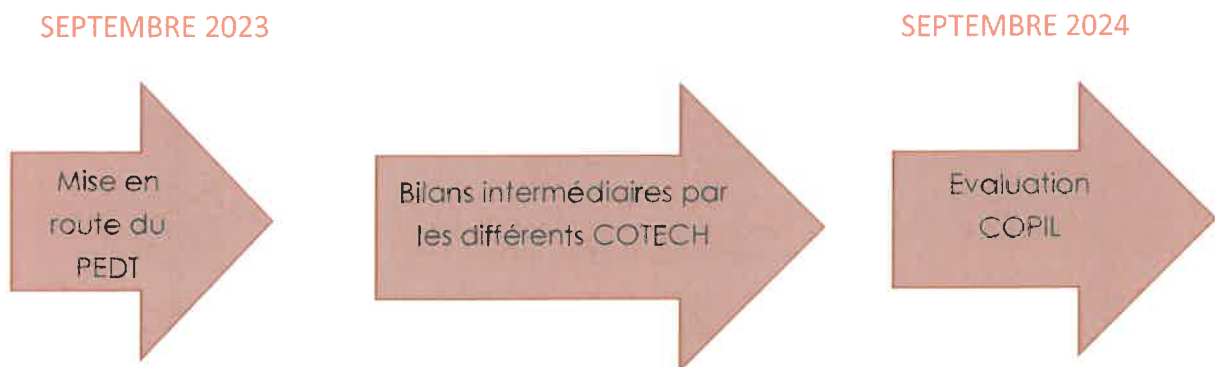 SEPTEMBRE 2023
SEPTEMBRE 2024
Mise en
route du
PEDT
Bilans intermédiaires par
les différents COTECH
Evaluation
COPIL